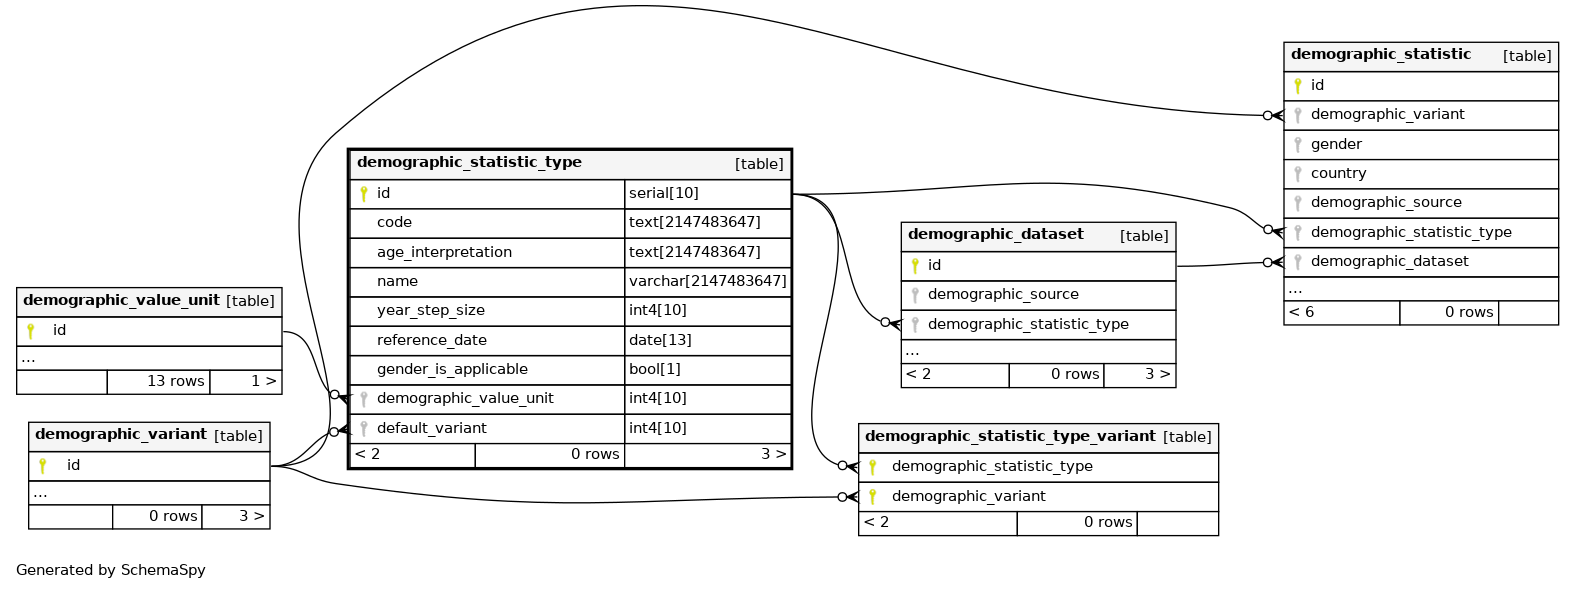 demographic_value_unit [table]
id
...
13 rows 1 >
demographic_variant [table]
id
...
0 rows 3 >
demographic_statistic_type [table]
id serial[10]
code text[2147483647]
age_interpretation text[2147483647]
name varchar[2147483647]
year_step_size int4[10]
reference_date date[13]
gender_is_applicable bool[1]
demographic_value_unit int4[10]
default_variant int4[10]
< 2 0 rows 3 >
demographic_dataset [table]
id
demographic_source
demographic_statistic_type
...
< 2 0 rows 3 >
demographic_statistic_type_variant [table]
demographic_statistic_type
demographic_variant
< 2 0 rows
demographic_statistic [table]
id
demographic_variant
gender
country
demographic_source
demographic_statistic_type
demographic_dataset
...
< 6 0 rows
Generated by SchemaSpy